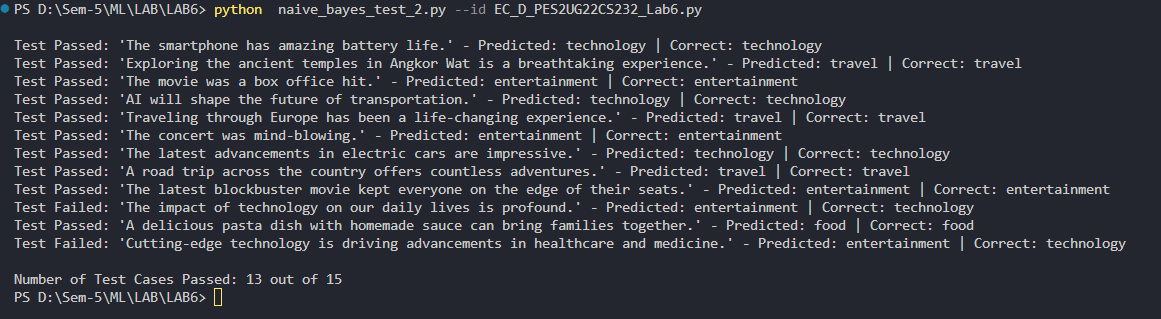 PS D:\Sem-5\ML\LAB\LAB6> python  naive_bayes_test_2.py --id EC_D_PES2UG22CS232_Lab6.py
Test Passed: 'The smartphone has amazing battery life.' - Predicted: technology | Correct: technology
Test Passed: 'Exploring the ancient temples in Angkor Wat is a breathtaking experience.' - Predicted: travel | Correct: travel
Test Passed: 'The movie was a box office hit.' - Predicted: entertainment | Correct: entertainment
Test Passed: 'AI will shape the future of transportation.' - Predicted: technology | Correct: technology
Test Passed: 'Traveling through Europe has been a life-changing experience.' - Predicted: travel | Correct: travel
Test Passed: 'The concert was mind-blowing.' - Predicted: entertainment | Correct: entertainment
Test Passed: 'The latest advancements in electric cars are impressive.' - Predicted: technology | Correct: technology
Test Passed: 'A road trip across the country offers countless adventures.' - Predicted: travel | Correct: travel
Test Passed: 'The latest blockbuster movie kept everyone on the edge of their seats.' - Predicted: entertainment | Correct: entertainment
Test Failed: 'The impact of technology on our daily lives is profound.' - Predicted: entertainment | Correct: technology
Test Passed: 'A delicious pasta dish with homemade sauce can bring families together.' - Predicted: food | Correct: food
Test Failed: 'Cutting-edge technology is driving advancements in healthcare and medicine.' - Predicted: entertainment | Correct: technology
Number of Test Cases Passed: 13 out of 15
PS D:\Sem-5\ML\LAB\LAB6>